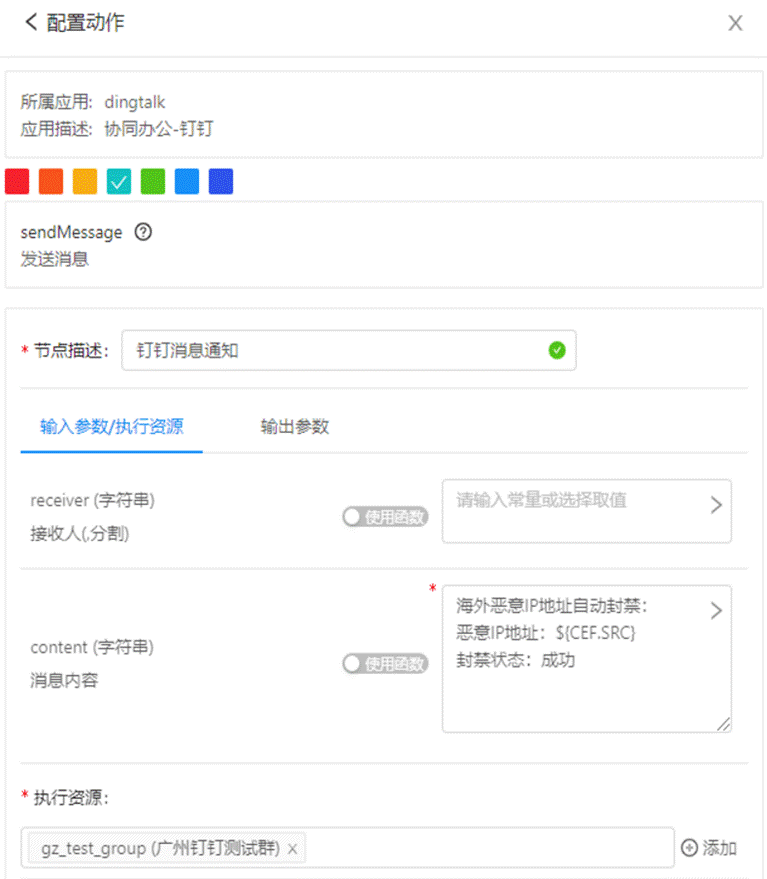 配置动作
X
所属应用: dingtalk
应用描述: 协同办公-钉钉
sendMessage ?
发送消息
* 节点描述: 钉钉消息通知
输入参数/执行资源 输出参数
receiver (字符串)
接收人(,分割)
使用函数
请输入常量或选择取值
content (字符串)
消息内容
使用函数
*
海外恶意IP地址自动封禁:
恶意IP地址: ${CEF.SRC}
封禁状态: 成功
* 执行资源:
gz_test_group (广州钉钉测试群) × 添加